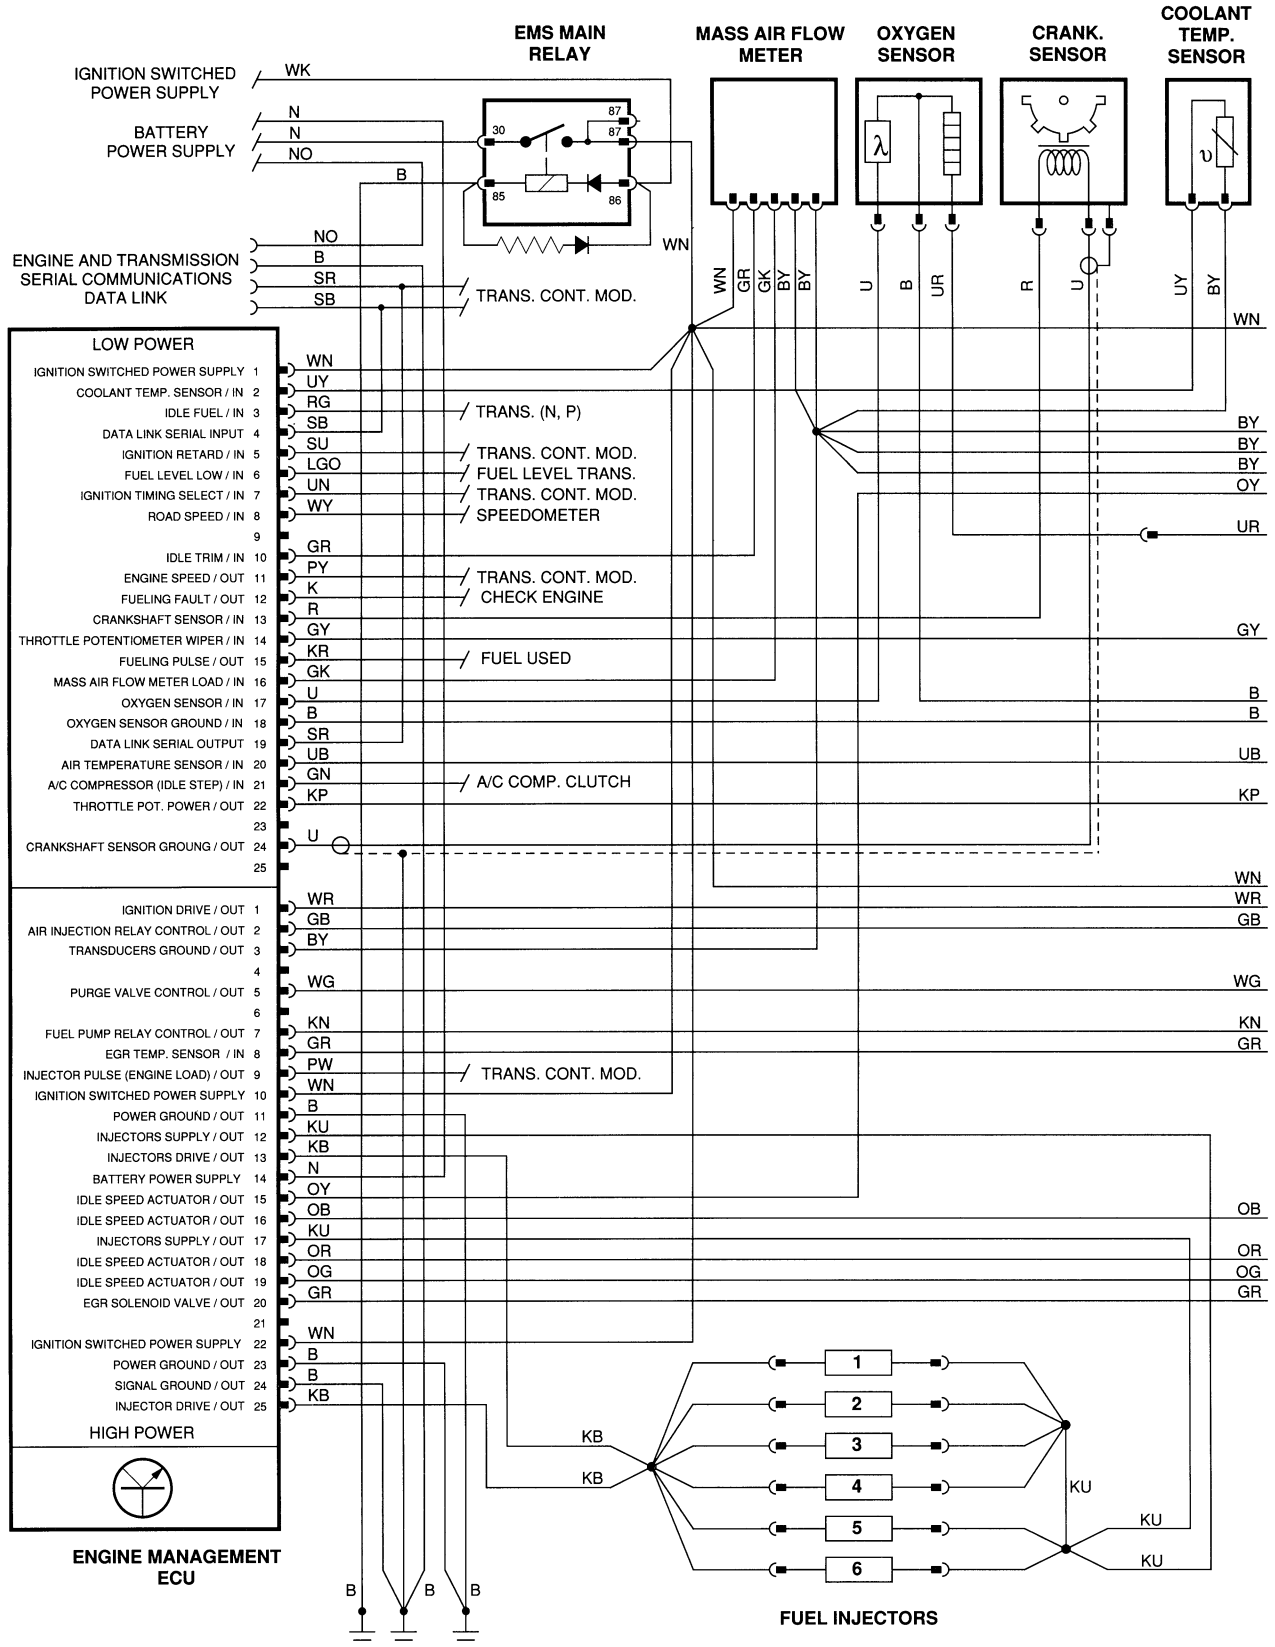 EMS MAIN
RELAY
MASS AIR FLOW
METER
OXYGEN
SENSOR
CRANK.
SENSOR
COOLANT
TEMP.
SENSOR
IGNITION SWITCHED
POWER SUPPLY
WK
BATTERY
POWER SUPPLY
N
N
NO
B
30
87
87
85
86
λ
υ
WN
ENGINE AND TRANSMISSION
SERIAL COMMUNICATIONS
DATA LINK
NO
B
SR
SB
TRANS. CONT. MOD.
WN
GR
GK
BY
BY
U
B
UR
R
U
UY
BY
LOW POWER
IGNITION SWITCHED POWER SUPPLY 1 WN
COOLANT TEMP. SENSOR / IN 2 UY
IDLE FUEL / IN 3 RG TRANS. (N, P)
DATA LINK SERIAL INPUT 4 SB
IGNITION RETARD / IN 5 SU TRANS. CONT. MOD.
FUEL LEVEL LOW / IN 6 LGO FUEL LEVEL TRANS.
IGNITION TIMING SELECT / IN 7 UN TRANS. CONT. MOD.
ROAD SPEED / IN 8 WY SPEEDOMETER
9
IDLE TRIM / IN 10 GR
ENGINE SPEED / OUT 11 PY TRANS. CONT. MOD.
FUELING FAULT / OUT 12 K CHECK ENGINE
CRANKSHAFT SENSOR / IN 13 R
THROTTLE POTENTIOMETER WIPER / IN 14 GY
FUELING PULSE / OUT 15 KR FUEL USED
MASS AIR FLOW METER LOAD / IN 16 GK
OXYGEN SENSOR / IN 17 U
OXYGEN SENSOR GROUND / IN 18 B
DATA LINK SERIAL OUTPUT 19 SR
AIR TEMPERATURE SENSOR / IN 20 UB
A/C COMPRESSOR (IDLE STEP) / IN 21 GN A/C COMP. CLUTCH
THROTTLE POT. POWER / OUT 22 KP
23
CRANKSHAFT SENSOR GROUNG / OUT 24 U
25
IGNITION DRIVE / OUT 1 WR
AIR INJECTION RELAY CONTROL / OUT 2 GB
TRANSDUCERS GROUND / OUT 3 BY
4
PURGE VALVE CONTROL / OUT 5 WG
6
FUEL PUMP RELAY CONTROL / OUT 7 KN
EGR TEMP. SENSOR / IN 8 GR
INJECTOR PULSE (ENGINE LOAD) / OUT 9 PW TRANS. CONT. MOD.
IGNITION SWITCHED POWER SUPPLY 10 WN
POWER GROUND / OUT 11 B
INJECTORS SUPPLY / OUT 12 KU
INJECTORS DRIVE / OUT 13 KB
BATTERY POWER SUPPLY 14 N
IDLE SPEED ACTUATOR / OUT 15 OY
IDLE SPEED ACTUATOR / OUT 16 OB
INJECTORS SUPPLY / OUT 17 KU
IDLE SPEED ACTUATOR / OUT 18 OR
IDLE SPEED ACTUATOR / OUT 19 OG
EGR SOLENOID VALVE / OUT 20 GR
21
IGNITION SWITCHED POWER SUPPLY 22 WN
POWER GROUND / OUT 23 B
SIGNAL GROUND / OUT 24 B
INJECTOR DRIVE / OUT 25 KB
HIGH POWER
ENGINE MANAGEMENT
ECU
WN
BY
BY
BY
OY
UR
GY
B
B
UB
KP
WN
WR
GB
WG
KN
GR
OB
OR
OG
GR
1
2
3
4
5
6
KB
KB
KU
KU
KU
B
B
B
FUEL INJECTORS